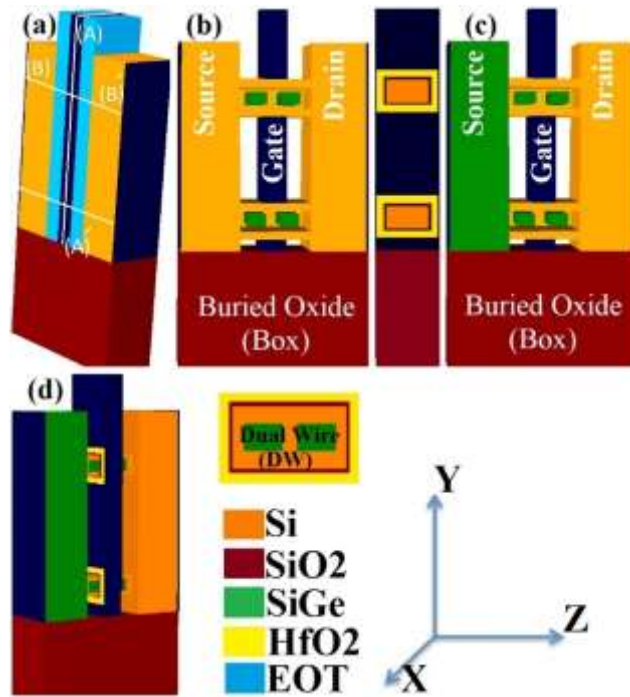 (a)
(A)
(B)
(B)
(A')
(b)
Source
Gate
Drain
Buried Oxide
(Box)
(c)
Source
Gate
Drain
Buried Oxide
(Box)
(d)
Dual Wire
(DW)
Si
SiO2
SiGe
HfO2
EOT
Y
Z
X